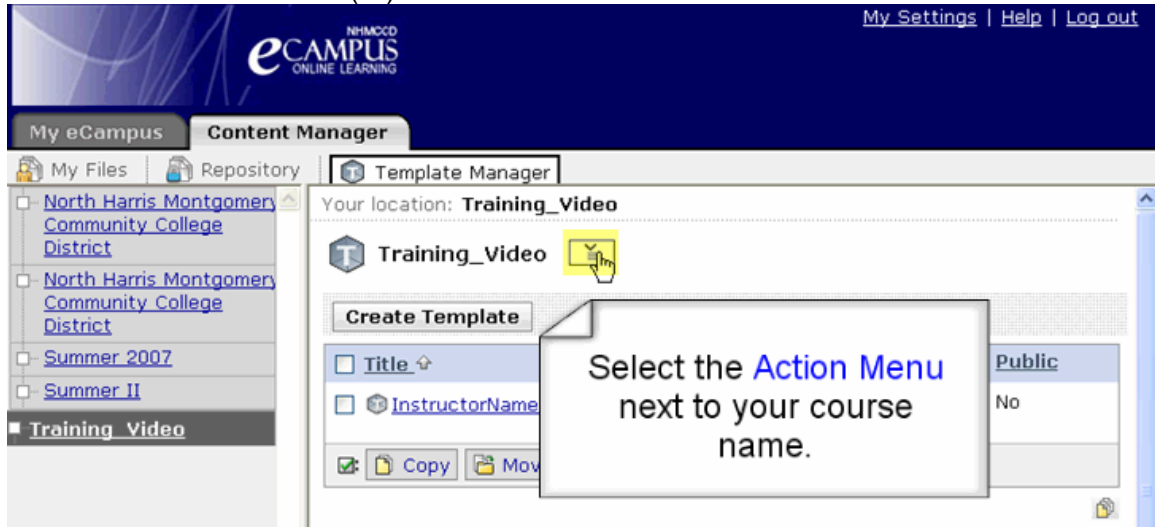 My Settings | Help | Log out
NHMCCD
eCAMPUS
ONLINE LEARNING
My eCampus
Content Manager
My Files
Repository
Template Manager
North Harris Montgomery
Community College
District
North Harris Montgomery
Community College
District
Summer 2007
Summer II
Training_Video
Your location: Training_Video
Training_Video
Create Template
Title
Public
InstructorName
No
Copy
Mov
Select the Action Menu
next to your course
name.